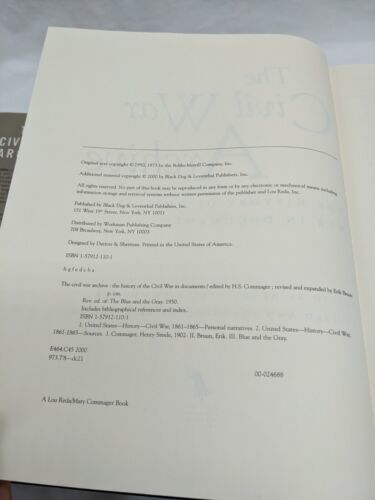 The
Civil War
CIV
AR
Original text copyright © 1950, 1973 by the Bobbs-Merrill Company, Inc.
Additional material copyright © 2000 by Black Dog & Leventhal Publishers, Inc.
All rights reserved. No part of this book may be reproduced in any form or by any electronic or mechanical means including
information storage and retrieval systems without written permission of the publisher and Lou Reda, Inc.
Published by Black Dog & Leventhal Publishers, Inc.
151 West 19th Street, New York, NY 10011
Distributed by Workman Publishing Company
708 Broadway, New York, NY 10003
Designed by Dutton & Sherman. Printed in the United States of America.
ISBN 1-57912-110-1
h g f e d c b a
The civil war archive : the history of the Civil War in documents / edited by H.S. Commager ; revised and expanded by Erik Bruun.
p. cm.
Rev. ed. of: The Blue and the Gray. 1950.
Includes bibliographical references and index.
ISBN 1-57912-110-1
1. United States—History—Civil War, 1861-1865—Personal narratives. 2. United States—History—Civil War,
1861-1865—Sources. I. Commager, Henry Steele, 1902- II. Bruun, Erik. III. Blue and the Gray.
E464.C45 2000
973.7'8—dc21
00-024688
A Lou Reda/Mary Commager Book